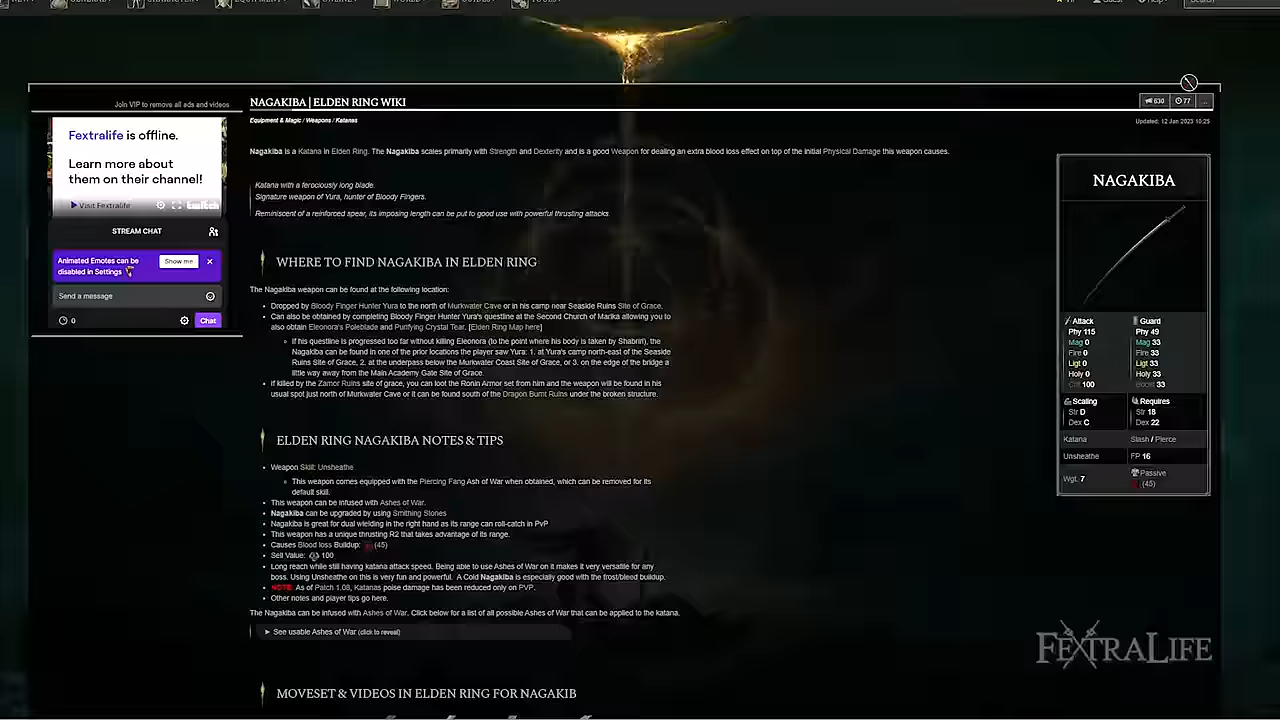 Join VIP to remove all ads and videos
Fextralife is offline.
Learn more about
them on their channel!
Visit Fextralife
twitch
STREAM CHAT
Animated Emotes can be
disabled in Settings
Show me
Send a message
0
Chat
NAGAKIBA | ELDEN RING WIKI
630
77
...
Equipment & Magic / Weapons / Katanas
Updated: 12 Jan 2023 10:25
Nagakiba is a Katana in Elden Ring. The Nagakiba scales primarily with Strength and Dexterity and is a good Weapon for dealing an extra blood loss effect on top of the initial Physical Damage this weapon causes.
Katana with a ferociously long blade.
Signature weapon of Yura, hunter of Bloody Fingers.
Reminiscent of a reinforced spear, its imposing length can be put to good use with powerful thrusting attacks.
WHERE TO FIND NAGAKIBA IN ELDEN RING
The Nagakiba weapon can be found at the following location:
Dropped by Bloody Finger Hunter Yura to the north of Murkwater Cave or in his camp near Seaside Ruins Site of Grace.
Can also be obtained by completing Bloody Finger Hunter Yura's questline at the Second Church of Marika allowing you to
also obtain Eleonora's Poleblade and Purifying Crystal Tear. [Elden Ring Map here]
If his questline is progressed too far without killing Eleonora (to the point where his body is taken by Shabriri), the
Nagakiba can be found in one of the prior locations the player saw Yura: 1. at Yura's camp north-east of the Seaside
Ruins Site of Grace, 2. at the underpass below the Murkwater Coast Site of Grace, or 3. on the edge of the bridge a
little way away from the Main Academy Gate Site of Grace.
If killed by the Zamor Ruins site of grace, you can loot the Ronin Armor set from him and the weapon will be found in his
usual spot just north of Murkwater Cave or it can be found south of the Dragon Burnt Ruins under the broken structure.
ELDEN RING NAGAKIBA NOTES & TIPS
Weapon Skill: Unsheathe
This weapon comes equipped with the Piercing Fang Ash of War when obtained, which can be removed for its
default skill.
This weapon can be infused with Ashes of War.
Nagakiba can be upgraded by using Smithing Stones
Nagakiba is great for dual wielding in the right hand as its range can roll-catch in PvP
This weapon has a unique thrusting R2 that takes advantage of its range.
Causes Blood loss Buildup: (45)
Sell Value: 100
Long reach while still having katana attack speed. Being able to use Ashes of War on it makes it very versatile for any
boss. Using Unsheathe on this is very fun and powerful. A Cold Nagakiba is especially good with the frost/bleed buildup.
NOTE: As of Patch 1.08, Katanas poise damage has been reduced only on PVP.
Other notes and player tips go here.
The Nagakiba can be infused with Ashes of War. Click below for a list of all possible Ashes of War that can be applied to the katana.
► See usable Ashes of War (click to reveal)
MOVESET & VIDEOS IN ELDEN RING FOR NAGAKIB
NAGAKIBA
Attack
Phy 115
Mag 0
Fire 0
Ligt 0
Holy 0
Crit 100
Guard
Phy 49
Mag 33
Fire 33
Ligt 33
Holy 33
Boost 33
Scaling
Str D
Dex C
Requires
Str 18
Dex 22
Katana
Slash / Pierce
Unsheathe
FP 16
Wgt. 7
Passive
(45)
FEXTRALIFE